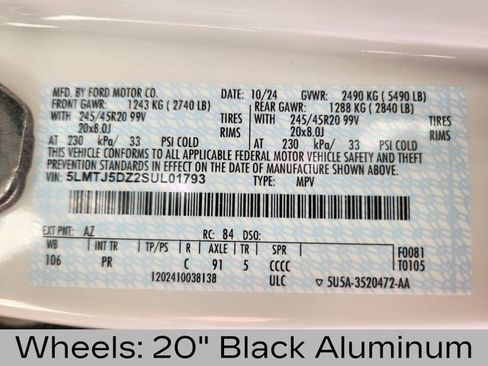 MFD. BY FORD MOTOR CO.
DATE: 10/24 GVWR: 2490 KG (5490 LB)
FRONT GAWR: 1243 KG (2740 LB) REAR GAWR: 1288 KG (2840 LB)
WITH 245/45R20 99V TIRES WITH 245/45R20 99V TIRES
20x8.0J RIMS 20x8.0J RIMS
AT 230 kPa/ 33 PSI COLD AT 230 kPa/ 33 PSI COLD
THIS VEHICLE CONFORMS TO ALL APPLICABLE FEDERAL MOTOR VEHICLE SAFETY AND THEFT
PREVENTION STANDARDS IN EFFECT ON THE DATE OF MANUFACTURE SHOWN ABOVE.
VIN: 5LMTJ5DZ2SUL01793 TYPE: MPV
EXT PNT: AZ RC: 84 DSO:
WB INT TR TP/PS R AXLE TR SPR F0081
106 PR C 91 5 CCCC T0105
1202410038138 ULC 5U5A-3520472-AA
Wheels: 20" Black Aluminum